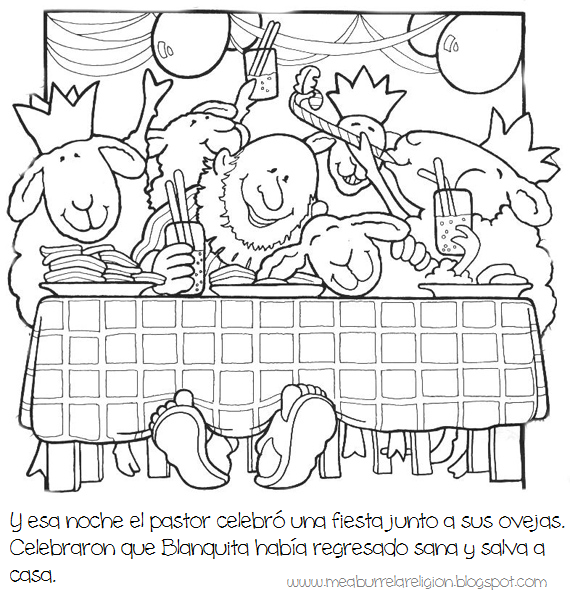 Y esa noche el pastor celebró una fiesta junto a sus ovejas.
Celebraron que Blanquita había regresado sana y salva a
casa.
www.meaburrelareligion.blogspot.com